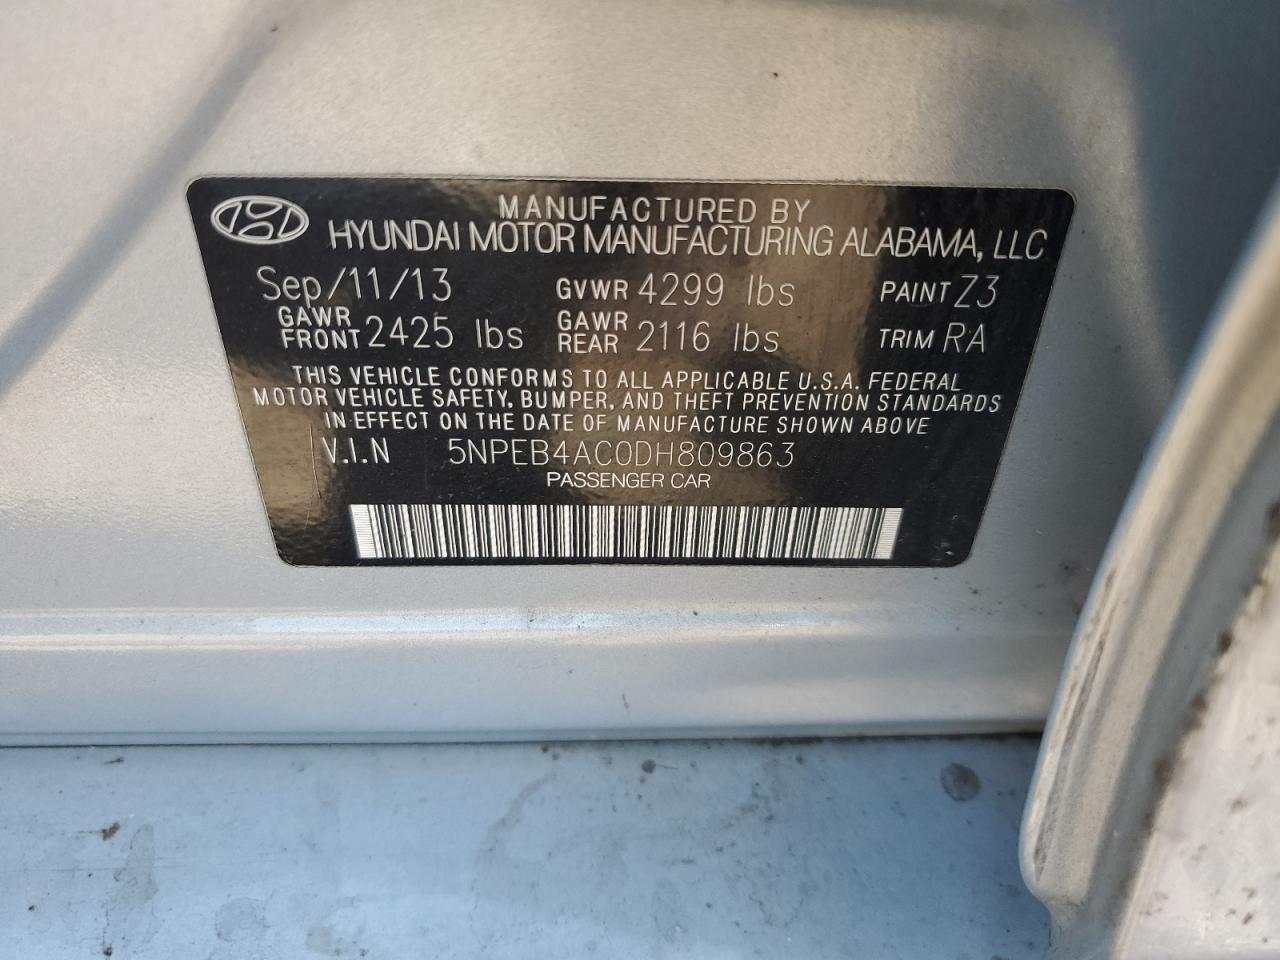 MANUFACTURED BY
HYUNDAI MOTOR MANUFACTURING ALABAMA, LLC
Sep/11/13 GVWR 4299 lbs PAINT Z3
GAWR FRONT 2425 lbs GAWR REAR 2116 lbs TRIM RA
THIS VEHICLE CONFORMS TO ALL APPLICABLE U.S.A. FEDERAL
MOTOR VEHICLE SAFETY, BUMPER, AND THEFT PREVENTION STANDARDS
IN EFFECT ON THE DATE OF MANUFACTURE SHOWN ABOVE
V.I.N 5NPEB4AC0DH809863
PASSENGER CAR